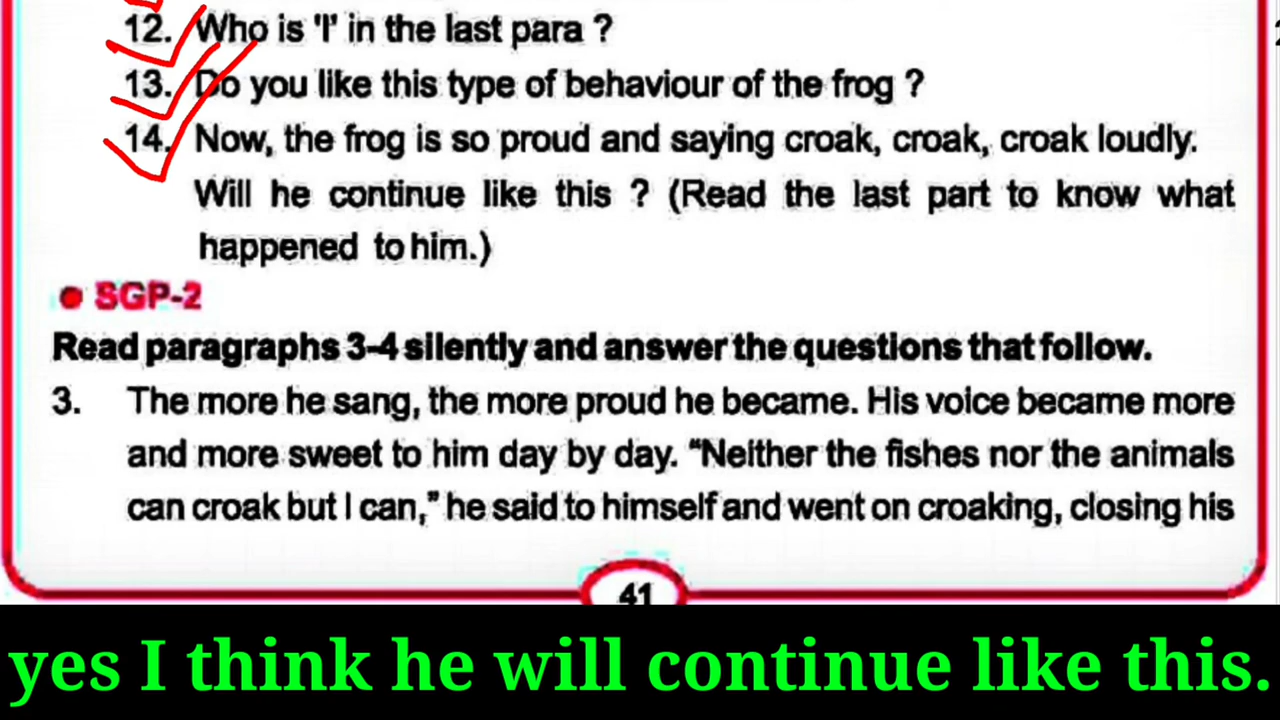 12. Who is 'I' in the last para ?
13. Do you like this type of behaviour of the frog ?
14. Now, the frog is so proud and saying croak, croak, croak loudly.
Will he continue like this ? (Read the last part to know what
happened to him.)
● SGP-2
Read paragraphs 3-4 silently and answer the questions that follow.
3. The more he sang, the more proud he became. His voice became more
and more sweet to him day by day. “Neither the fishes nor the animals
can croak but I can,” he said to himself and went on croaking, closing his
41
yes I think he will continue like this.